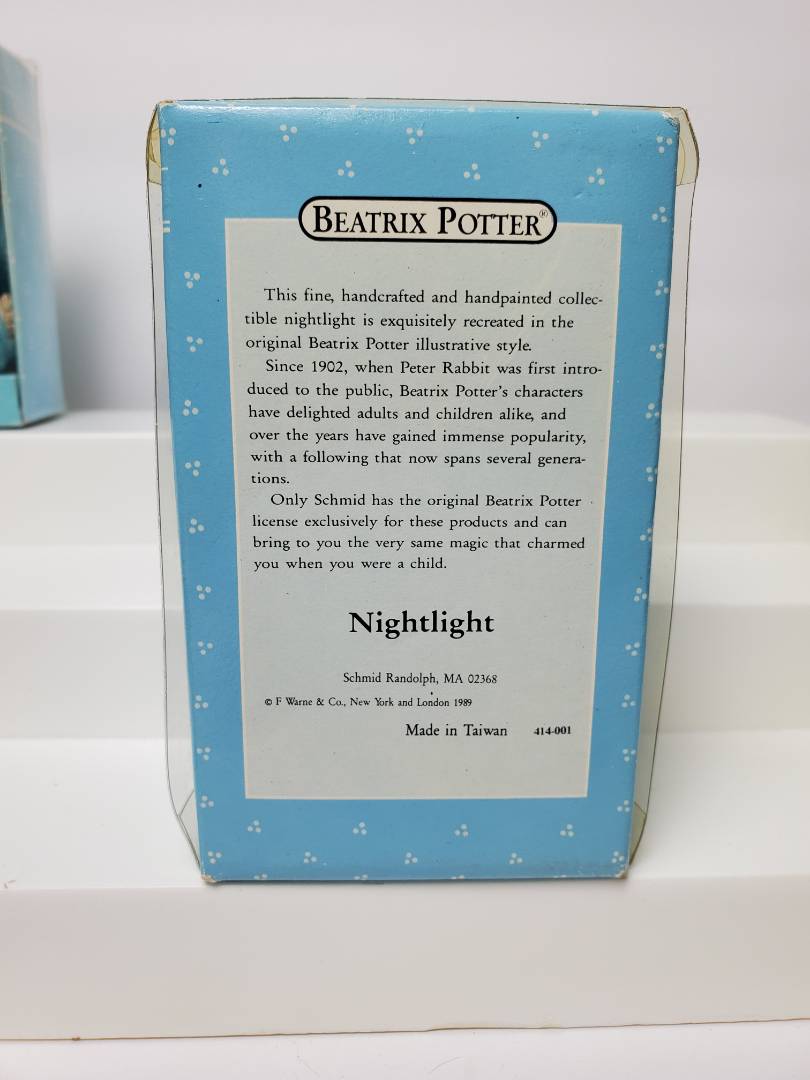 BEATRIX POTTER®
This fine, handcrafted and handpainted collec-
tible nightlight is exquisitely recreated in the
original Beatrix Potter illustrative style.
Since 1902, when Peter Rabbit was first intro-
duced to the public, Beatrix Potter's characters
have delighted adults and children alike, and
over the years have gained immense popularity,
with a following that now spans several genera-
tions.
Only Schmid has the original Beatrix Potter
license exclusively for these products and can
bring to you the very same magic that charmed
you when you were a child.
Nightlight
Schmid Randolph, MA 02368
© F Warne & Co., New York and London 1989
Made in Taiwan 414-001